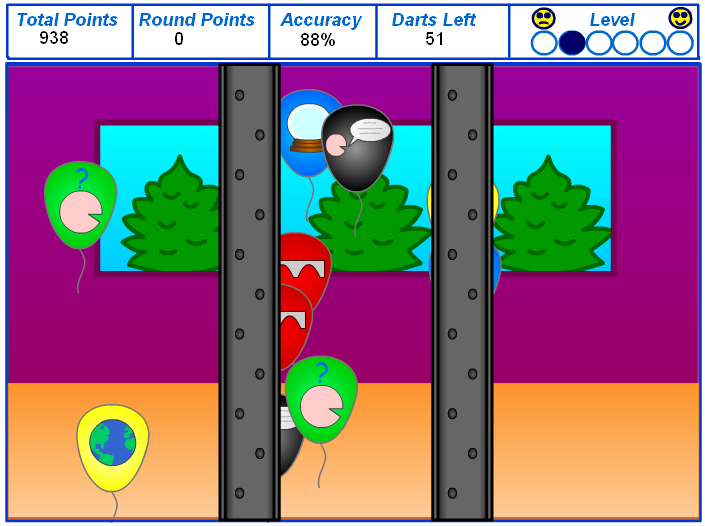 Total Points
938
Round Points
0
Accuracy
88%
Darts Left
51
Level
?
?